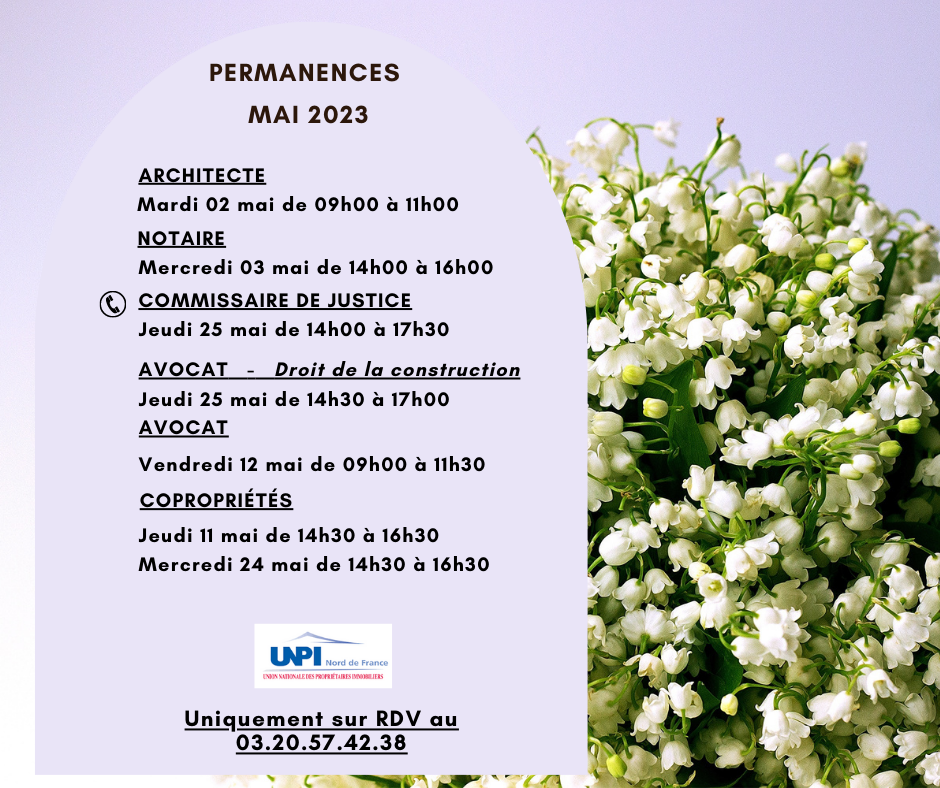 PERMANENCES
MAI 2023
ARCHITECTE
Mardi 02 mai de 09h00 à 11h00
NOTAIRE
Mercredi 03 mai de 14h00 à 16h00
COMMISSAIRE DE JUSTICE
Jeudi 25 mai de 14h00 à 17h30
AVOCAT - Droit de la construction
Jeudi 25 mai de 14h30 à 17h00
AVOCAT
Vendredi 12 mai de 09h00 à 11h30
COPROPRIÉTÉS
Jeudi 11 mai de 14h30 à 16h30
Mercredi 24 mai de 14h30 à 16h30
UNPI Nord de France
UNION NATIONALE DES PROPRIÉTAIRES IMMOBILIERS
Uniquement sur RDV au
03.20.57.42.38